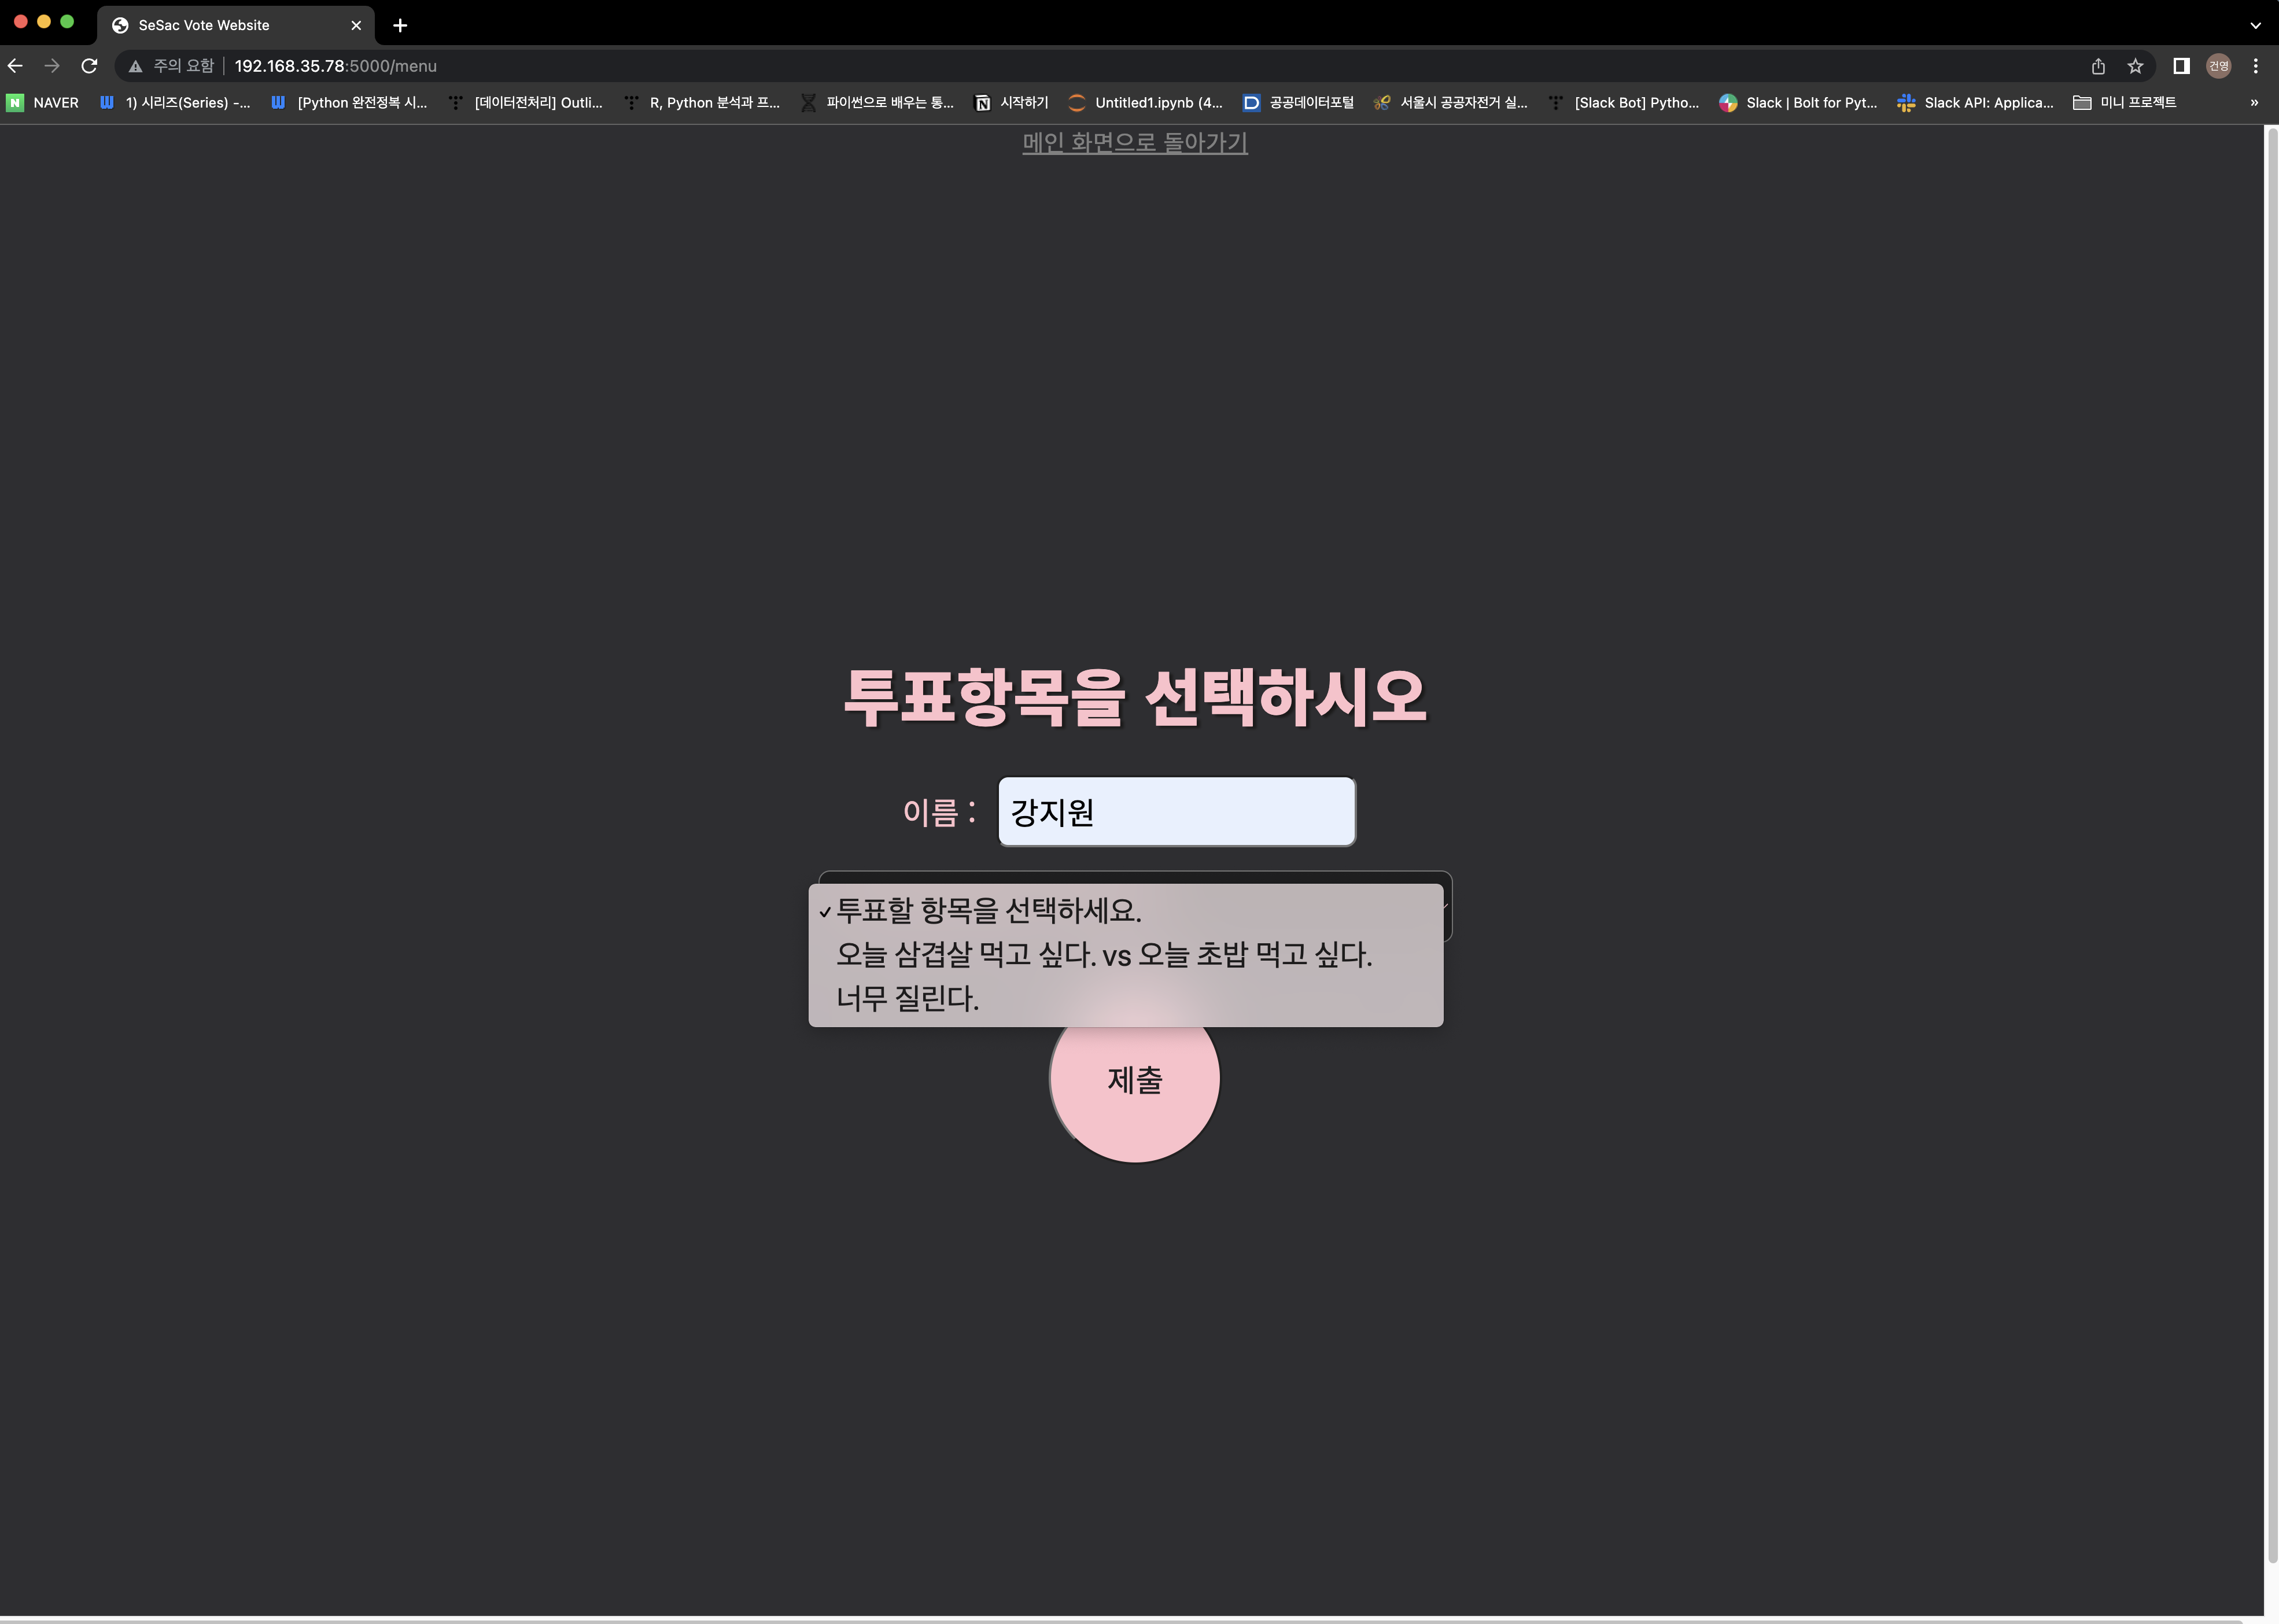 SeSac Vote Website
주의 요함 192.168.35.78:5000/menu
건영
NAVER 1) 시리즈(Series) -... [Python 완전정복 시... [데이터전처리] Outli... R, Python 분석과 프... 파이썬으로 배우는 통... 시작하기 Untitled1.ipynb (4... 공공데이터포털 서울시 공공자전거 실... [Slack Bot] Pytho... Slack | Bolt for Pyt... Slack API: Applica... 미니 프로젝트 »
메인 화면으로 돌아가기
투표항목을 선택하시오
이름 : 강지원
✓ 투표할 항목을 선택하세요.
오늘 삼겹살 먹고 싶다. vs 오늘 초밥 먹고 싶다.
너무 질린다.
제출